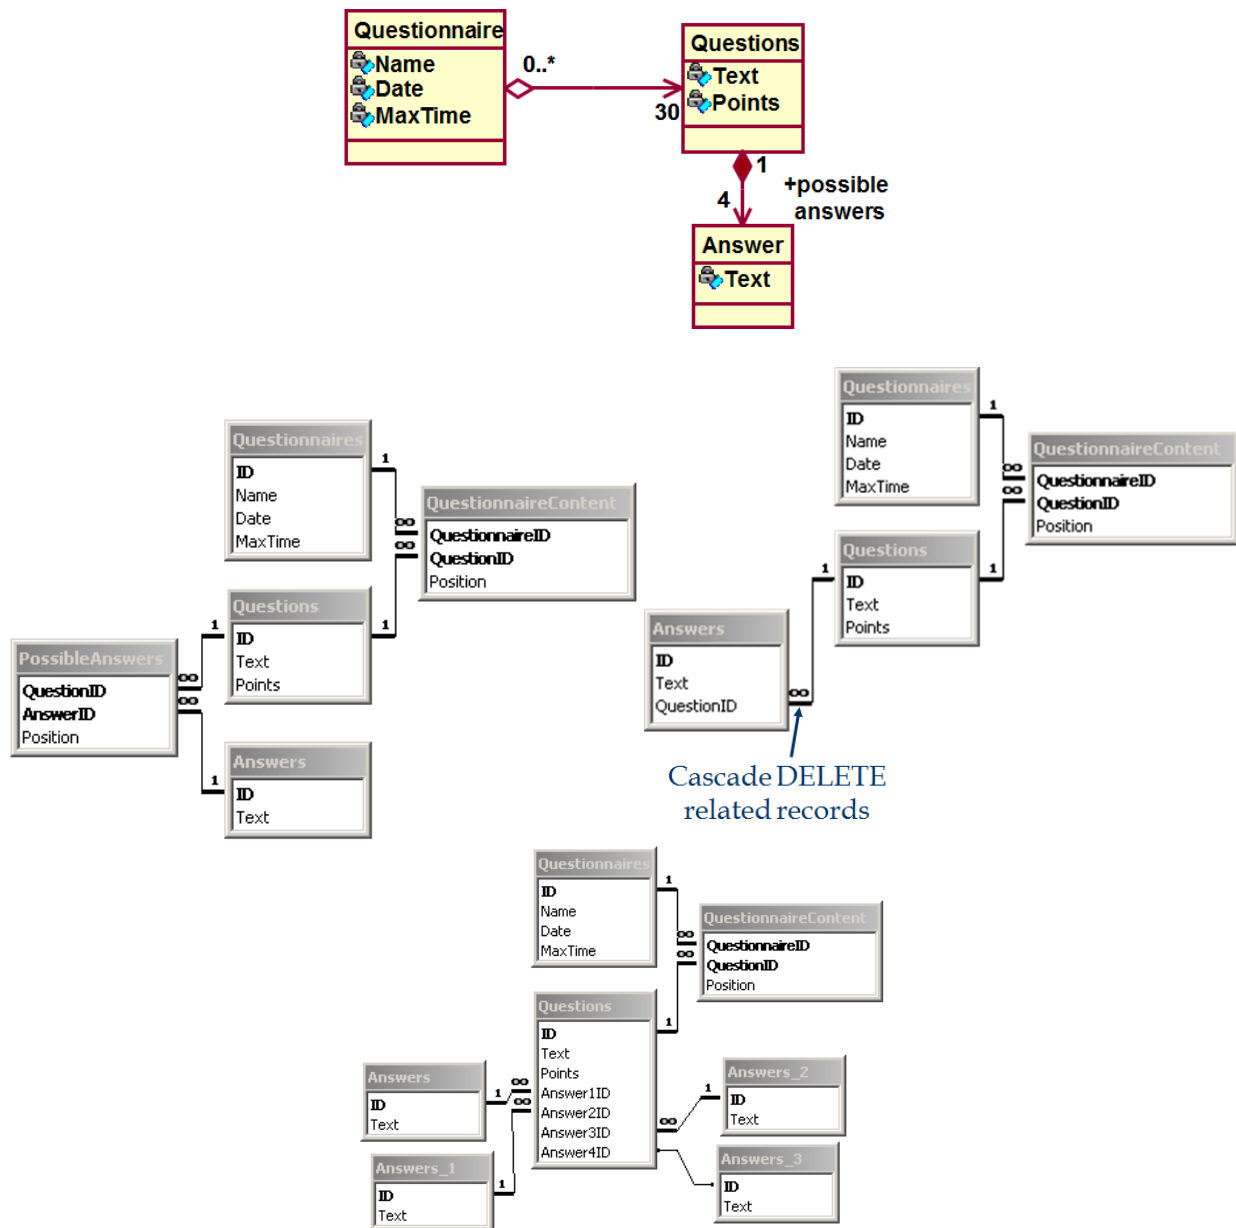 Questionnaire
Name
Date
MaxTime
0..*
30
Questions
Text
Points
1
4
+possible
answers
Answer
Text
Questionnaires
ID
Name
Date
MaxTime
1
∞
∞
QuestionnaireContent
QuestionnaireID
QuestionID
Position
Questions
ID
Text
Points
1
1
PossibleAnswers
QuestionID
AnswerID
Position
∞
∞
1
Answers
ID
Text
Questionnaires
ID
Name
Date
MaxTime
1
∞
∞
QuestionnaireContent
QuestionnaireID
QuestionID
Position
Questions
ID
Text
Points
1
1
Answers
ID
Text
QuestionID
∞
Cascade DELETE
related records
Questionnaires
ID
Name
Date
MaxTime
1
∞
∞
QuestionnaireContent
QuestionnaireID
QuestionID
Position
Questions
ID
Text
Points
Answer1ID
Answer2ID
Answer3ID
Answer4ID
1
∞
∞
∞
Answers
ID
Text
1
Answers_1
ID
Text
1
Answers_2
ID
Text
1
Answers_3
ID
Text